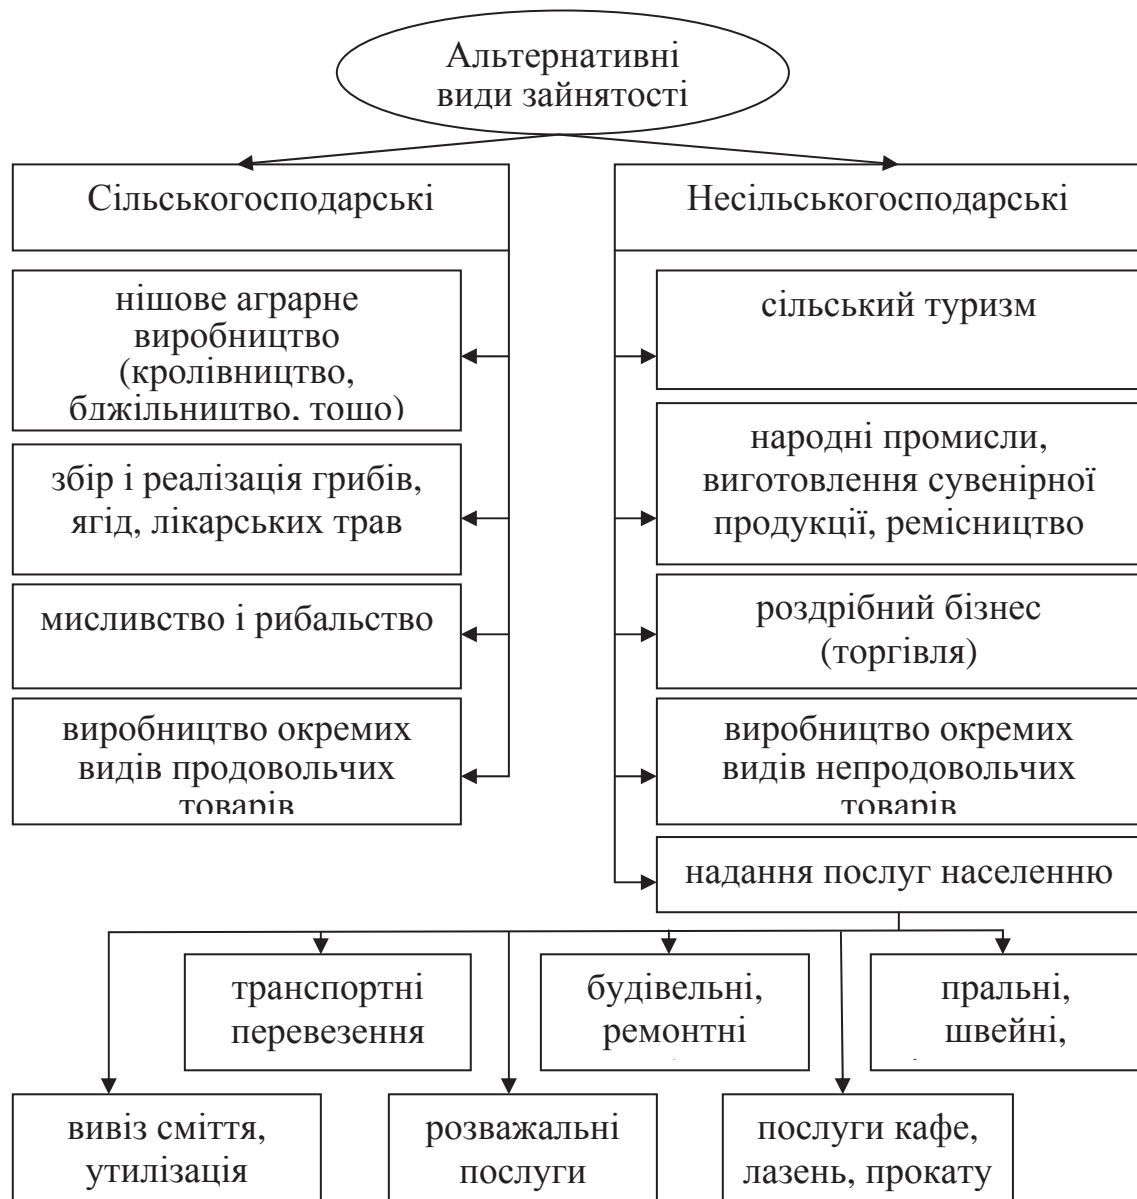 Альтернативні
види зайнятості
Сільськогосподарські
Несільськогосподарські
нішове аграрне
виробництво
(кролівництво,
бджільництво, тощо)
збір і реалізація грибів,
ягід, лікарських трав
мисливство і рибальство
виробництво окремих
видів продовольчих
товарів
сільський туризм
народні промисли,
виготовлення сувенірної
продукції, ремісництво
роздрібний бізнес
(торгівля)
виробництво окремих
видів непродовольчих
товарів
надання послуг населенню
транспортні
перевезення
будівельні,
ремонтні
пральні,
швейні,
вивіз сміття,
утилізація
розважальні
послуги
послуги кафе,
лазень, прокату